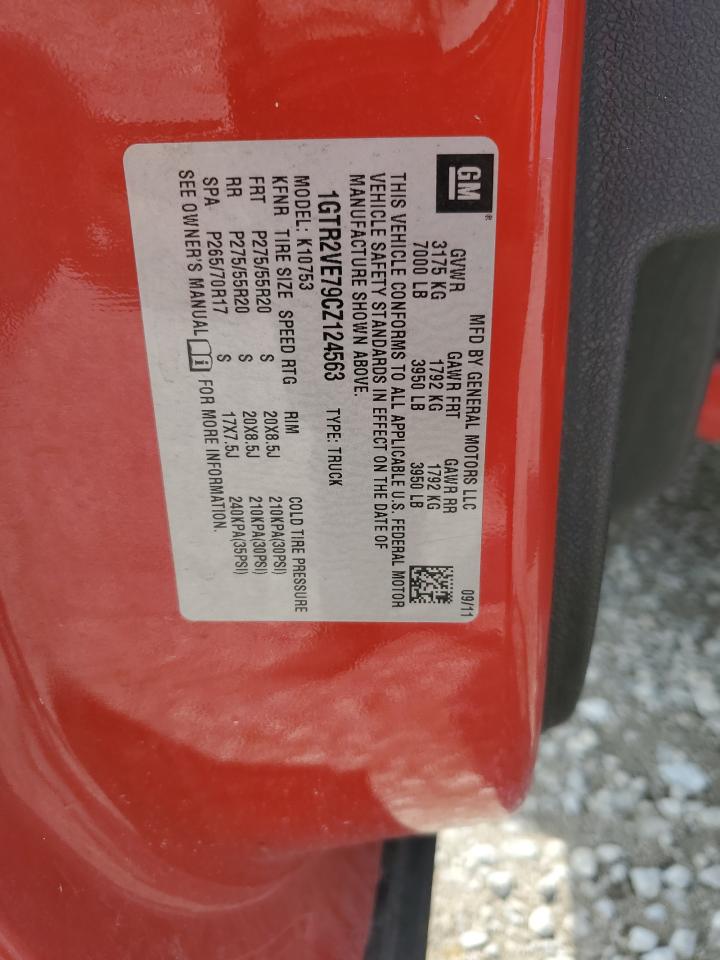 GM®
MFD BY GENERAL MOTORS LLC 09/11
GVWR GAWR FRT GAWR RR
3175 KG 1792 KG 1792 KG
7000 LB 3950 LB 3950 LB
THIS VEHICLE CONFORMS TO ALL APPLICABLE U.S. FEDERAL MOTOR
VEHICLE SAFETY STANDARDS IN EFFECT ON THE DATE OF
MANUFACTURE SHOWN ABOVE.
1GTR2VE79CZ124563 TYPE: TRUCK
MODEL: K10753
KFNR TIRE SIZE SPEED RTG RIM COLD TIRE PRESSURE
FRT P275/55R20 S 20X8.5J 210KPA(30PSI)
RR P275/55R20 S 20X8.5J 210KPA(30PSI)
SPA P265/70R17 S 17X7.5J 240KPA(35PSI)
SEE OWNER'S MANUAL i FOR MORE INFORMATION.